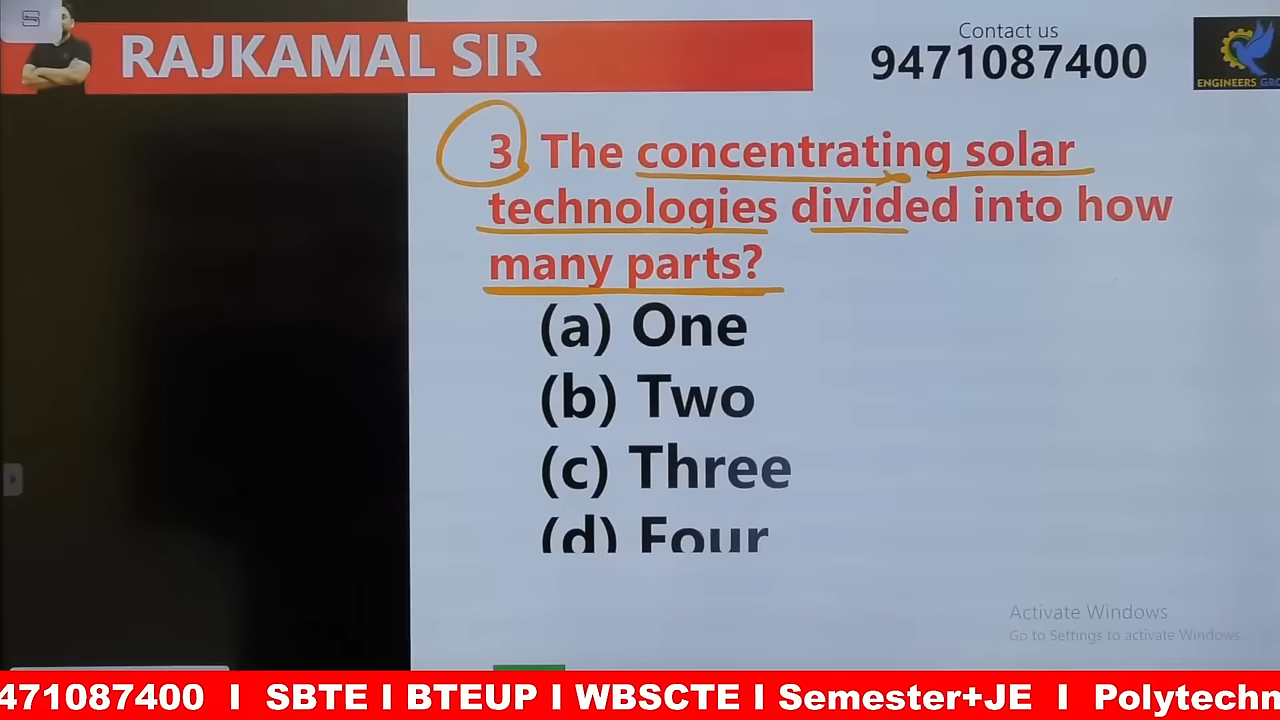 RAJKAMAL SIR
Contact us
9471087400
ENGINEERS
3. The concentrating solar
technologies divided into how
many parts?
(a) One
(b) Two
(c) Three
(d) Four
Activate Windows
Go to Settings to activate Windows.
471087400 I SBTE I BTEUP I WBSCTE I Semester+JE I Polytechn